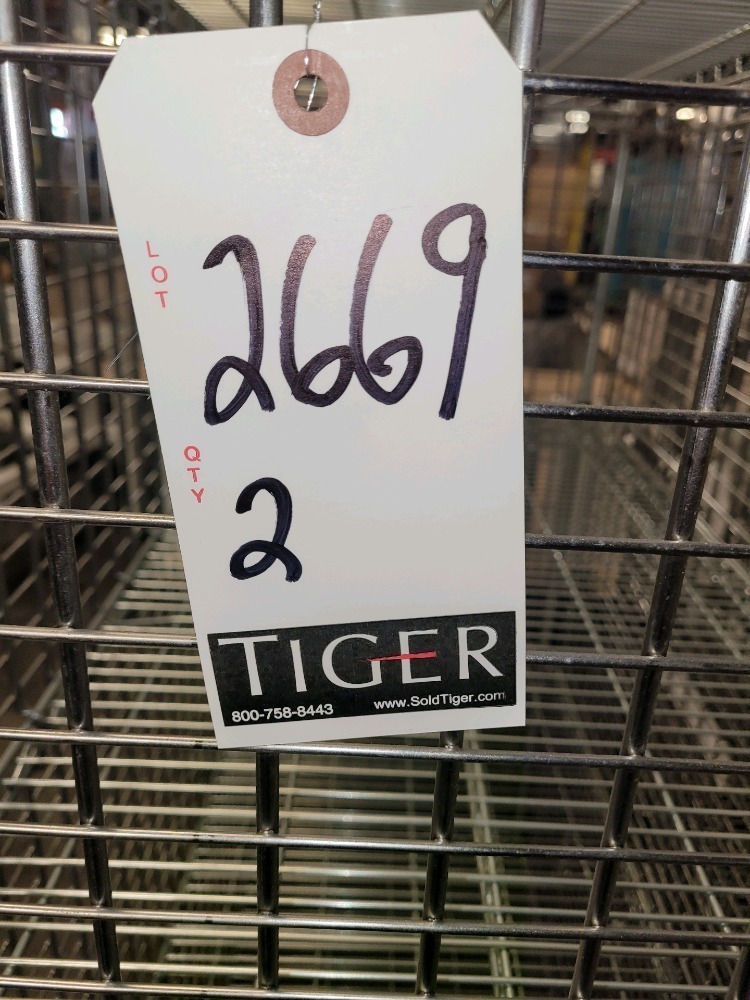 LOT 2669
QTY 2
TIGER
800-758-8443 www.SoldTiger.com